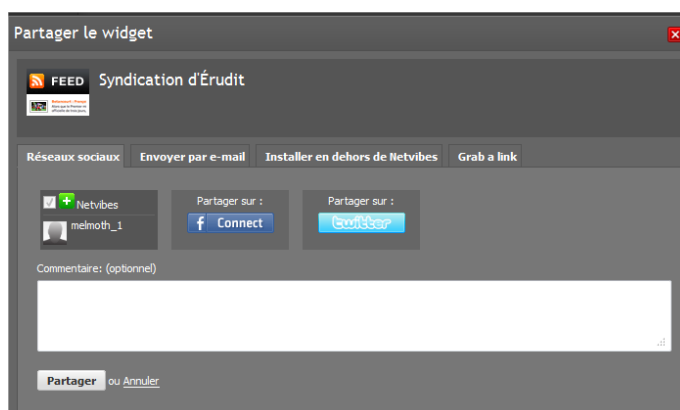 Partager le widget
FEED Syndication d'Érudit
Réseaux sociaux Envoyer par e-mail Installer en dehors de Netvibes Grab a link
Netvibes
melmoth_1
Partager sur :
f Connect
Partager sur :
twitter
Commentaire: (optionnel)
Partager ou Annuler